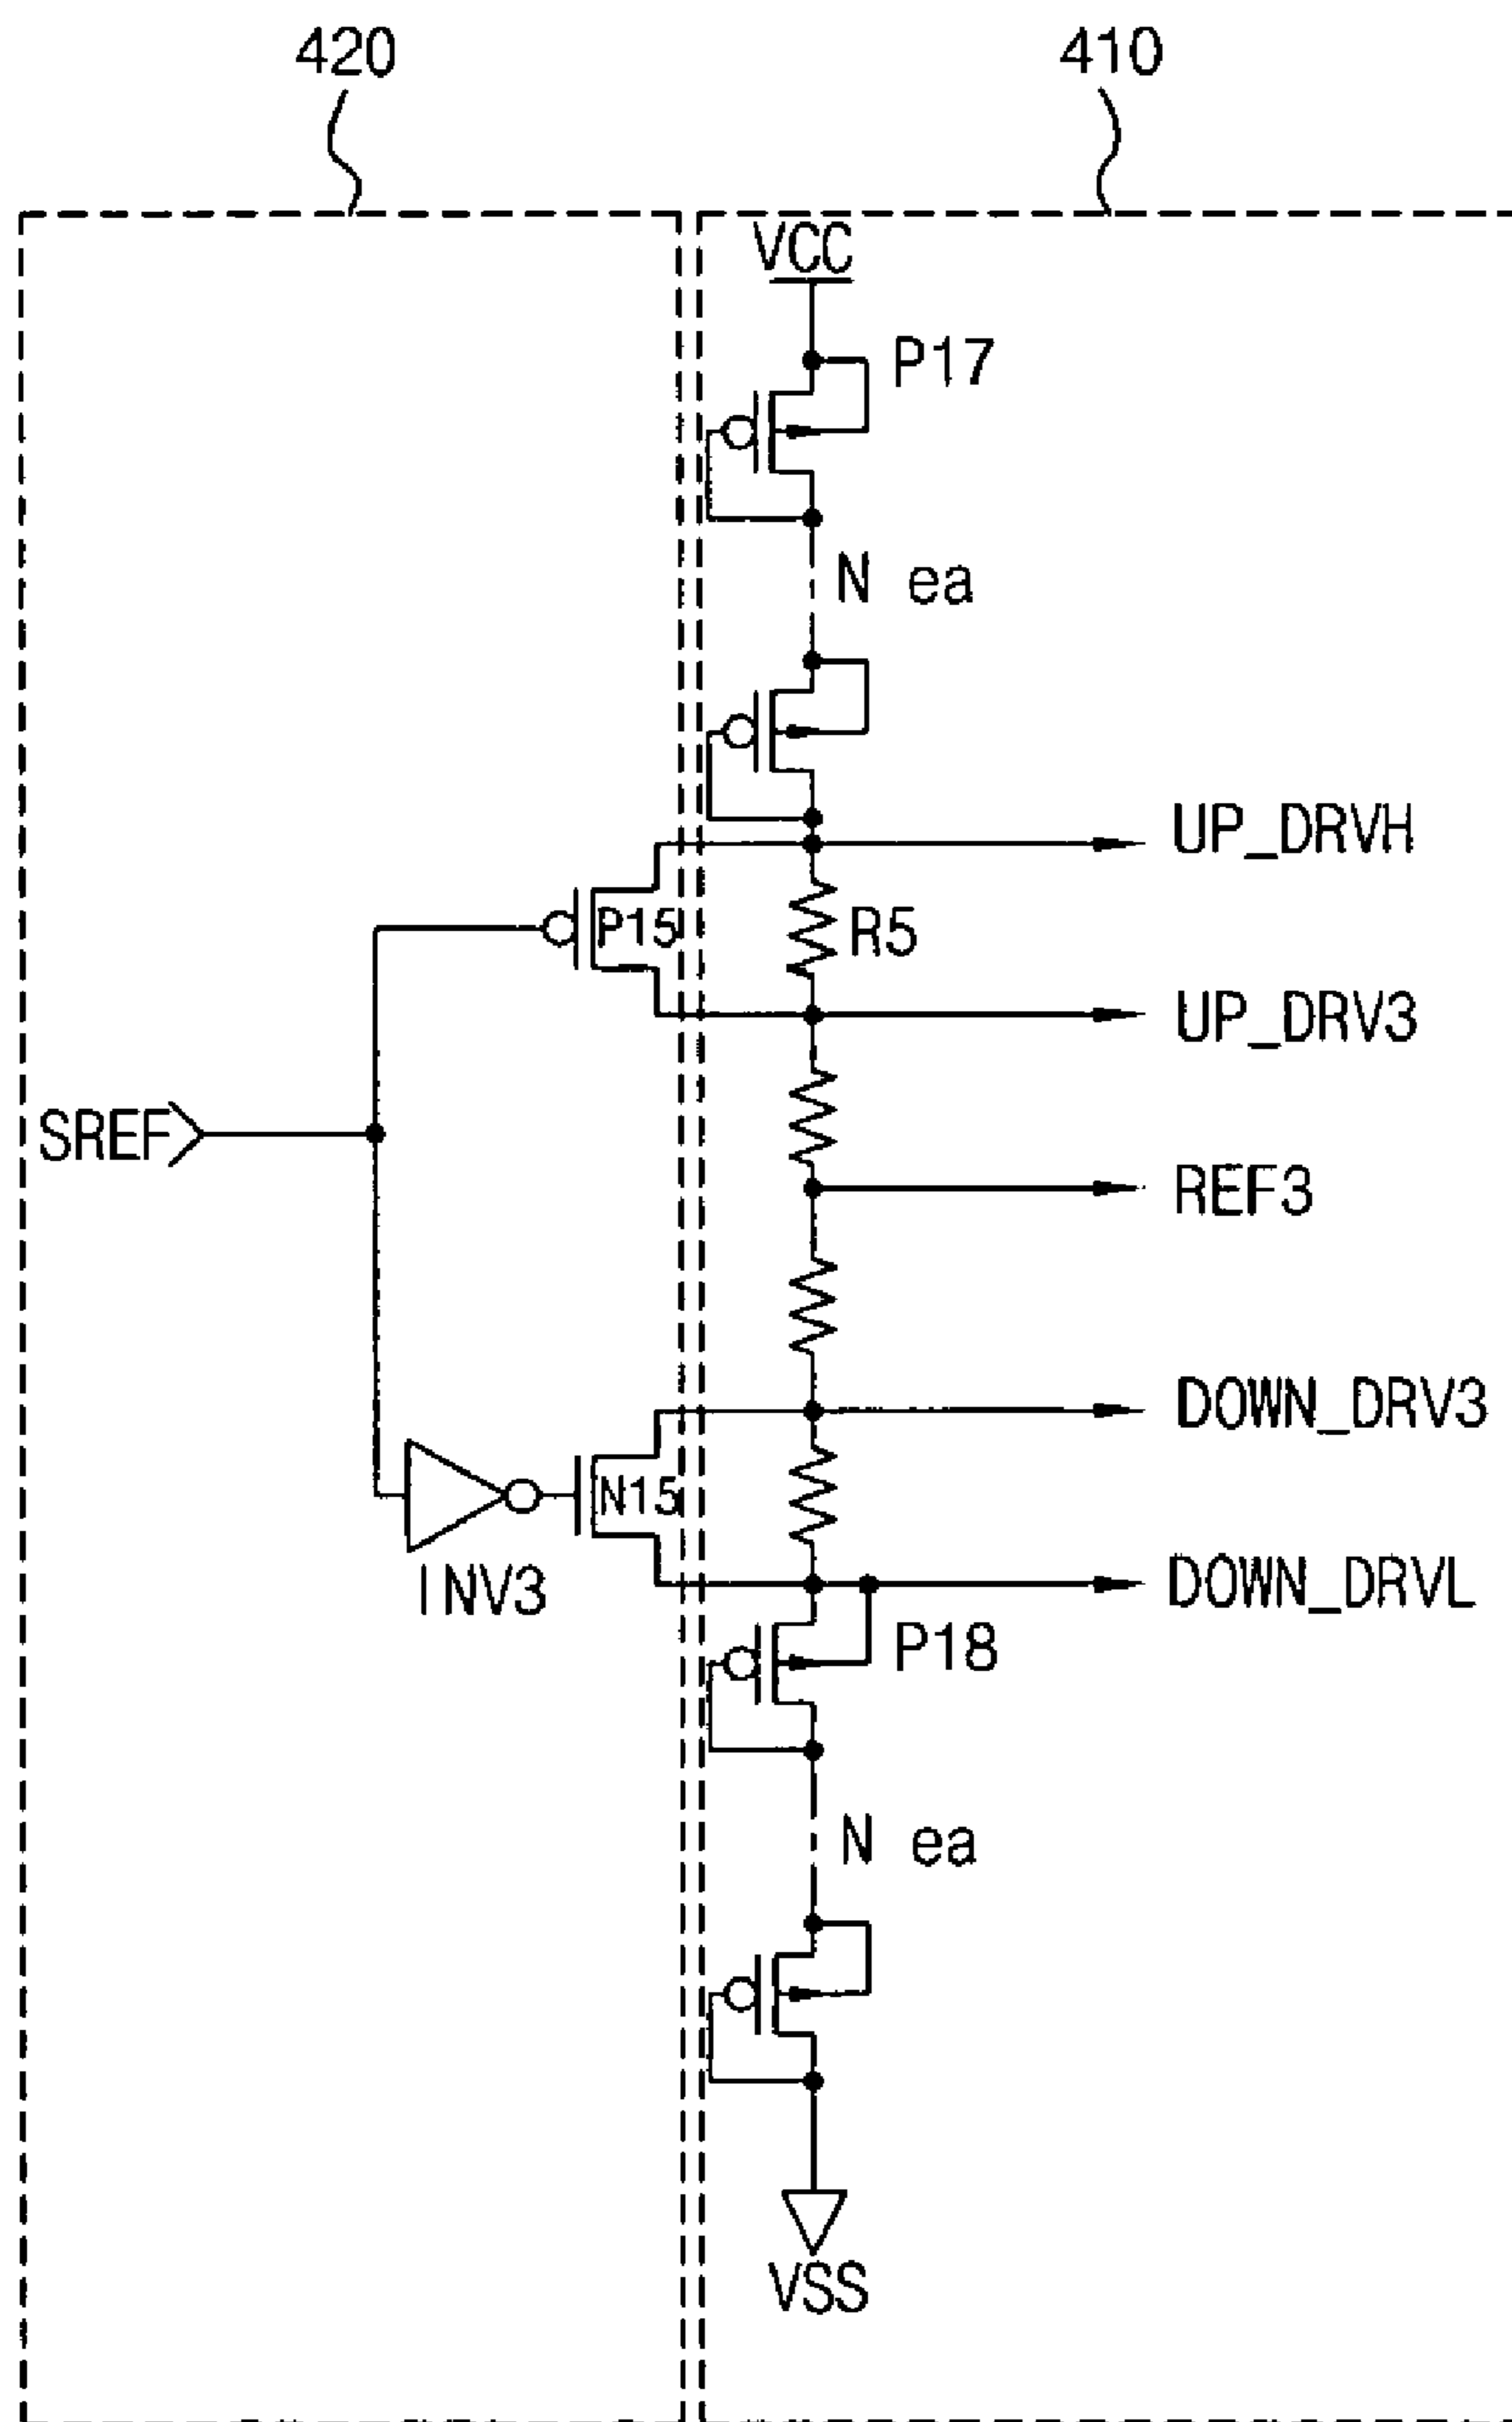 420
410
VCC
P17
N ea
UP_DRVH
P15
R5
UP_DRV3
SREF
REF3
DOWN_DRV3
N15
INV3
DOWN_DRVL
P18
N ea
VSS